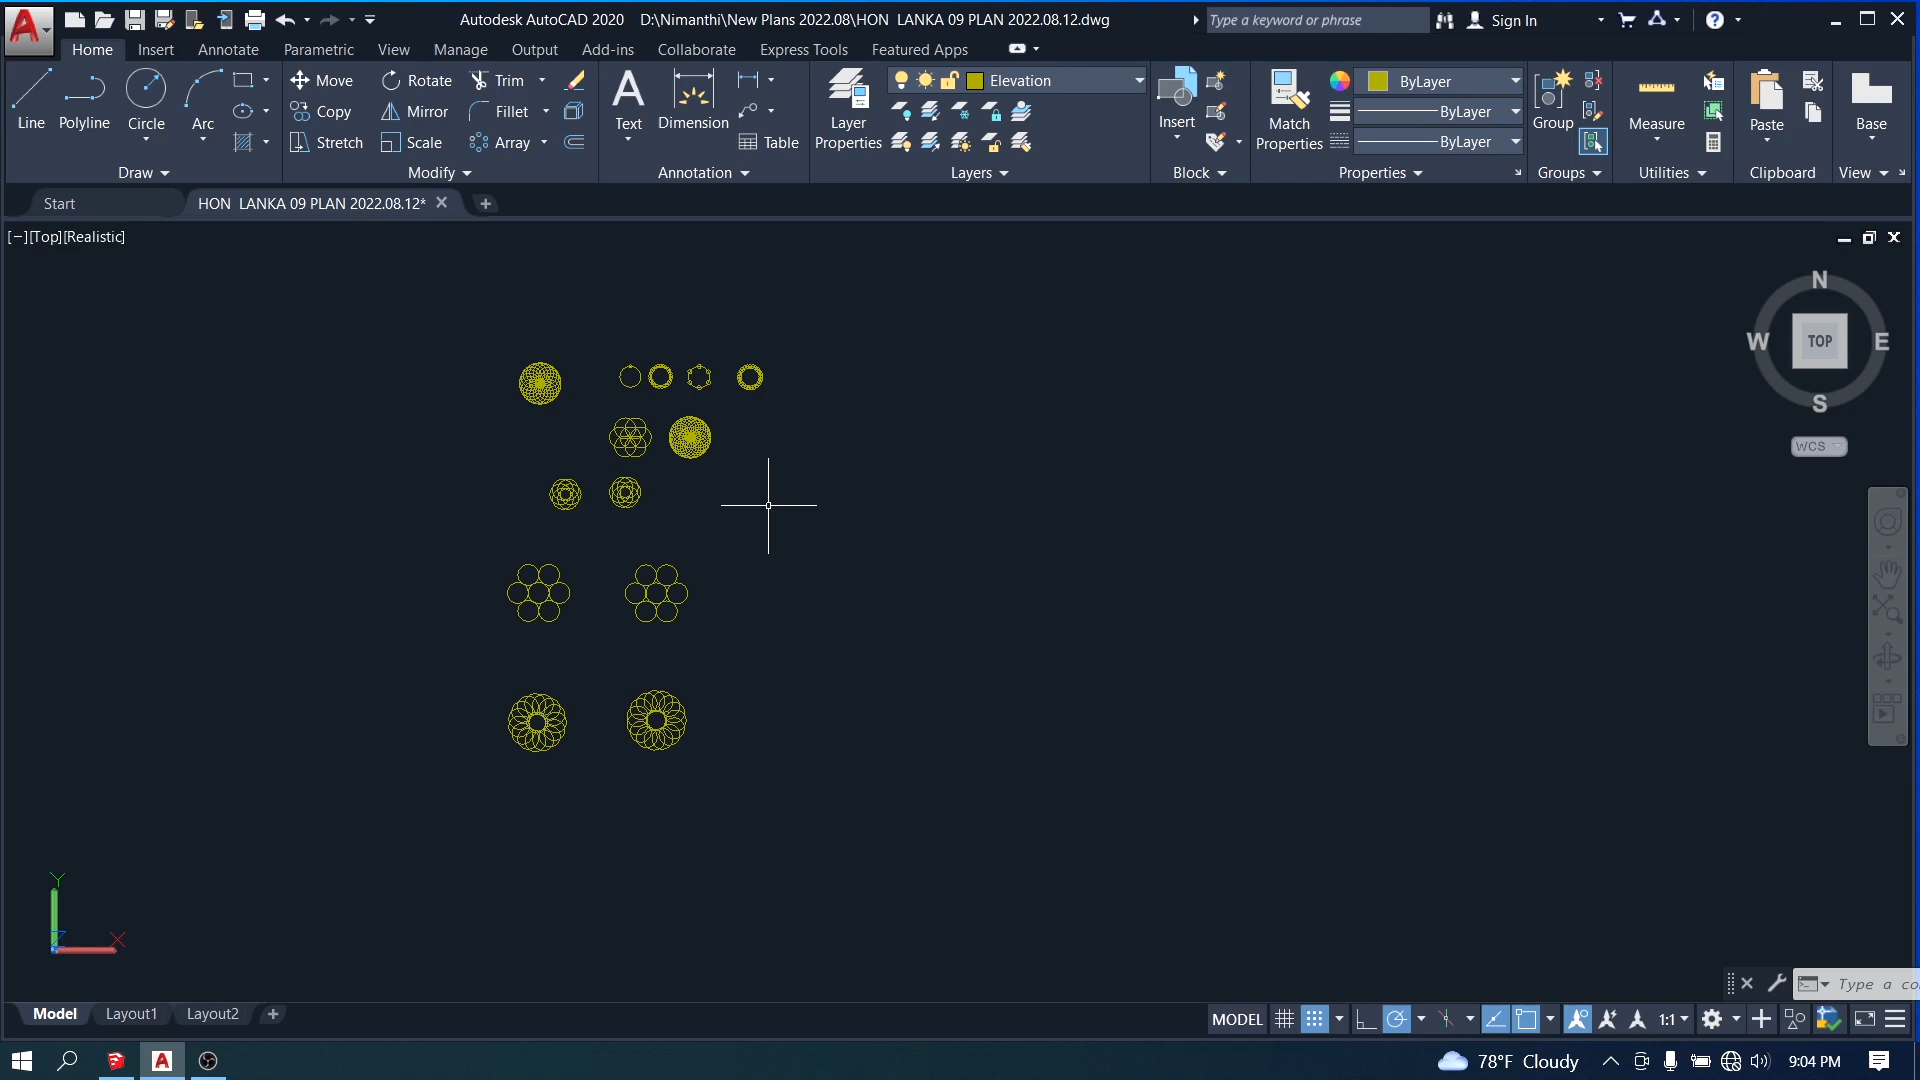 Autodesk AutoCAD 2020 D:\Nimanthi\New Plans 2022.08\HON LANKA 09 PLAN 2022.08.12.dwg
Type a keyword or phrase
Sign In
Home Insert Annotate Parametric View Manage Output Add-ins Collaborate Express Tools Featured Apps
Line Polyline Circle Arc
Move Rotate Trim
Copy Mirror Fillet
Stretch Scale Array
Text Dimension
Table
Layer
Properties
Elevation
Insert
Match
Properties
ByLayer
ByLayer
ByLayer
Group
Measure
Paste
Base
Draw Modify Annotation Layers Block Properties Groups Utilities Clipboard View
Start HON LANKA 09 PLAN 2022.08.12*
[−][Top][Realistic]
N
W TOP E
S
WCS
Y
X
Z
Type a co
Model Layout1 Layout2
MODEL 1:1
78°F Cloudy 9:04 PM